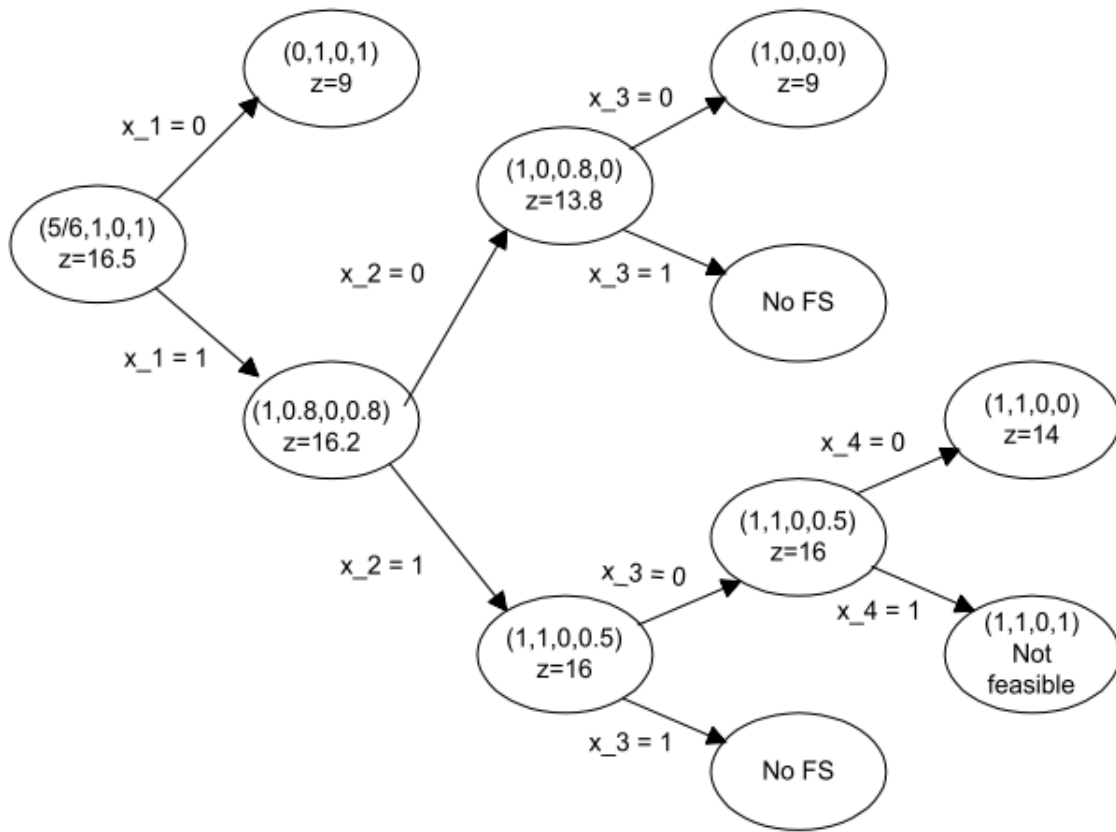 (0,1,0,1)
z=9
(1,0,0,0)
z=9
x_1 = 0
x_3 = 0
(1,0,0.8,0)
z=13.8
(5/6,1,0,1)
z=16.5
x_2 = 0
x_3 = 1
No FS
x_1 = 1
(1,0.8,0,0.8)
z=16.2
(1,1,0,0)
z=14
x_4 = 0
(1,1,0,0.5)
z=16
x_2 = 1
x_3 = 0
x_4 = 1
(1,1,0,0.5)
z=16
(1,1,0,1)
Not
feasible
x_3 = 1
No FS